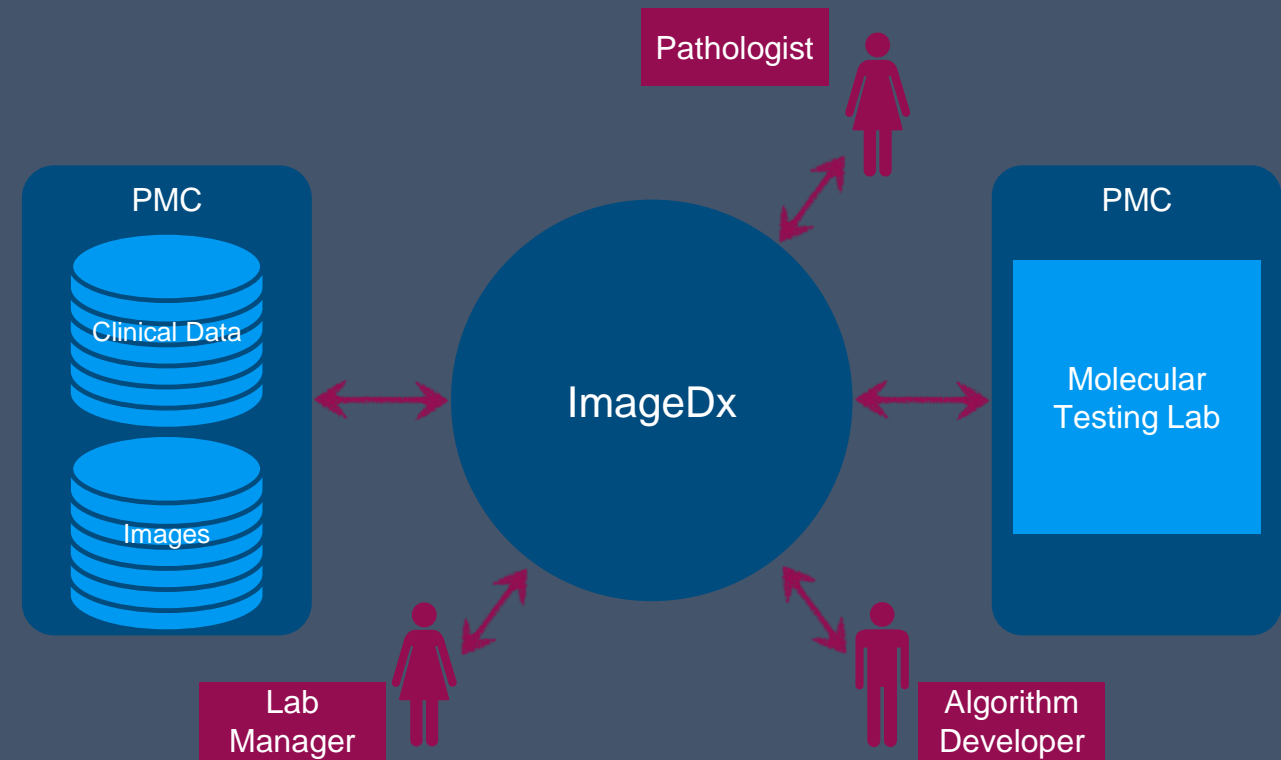 Pathologist
PMC
Clinical Data
Images
ImageDx
PMC
Molecular
Testing Lab
Lab
Manager
Algorithm
Developer